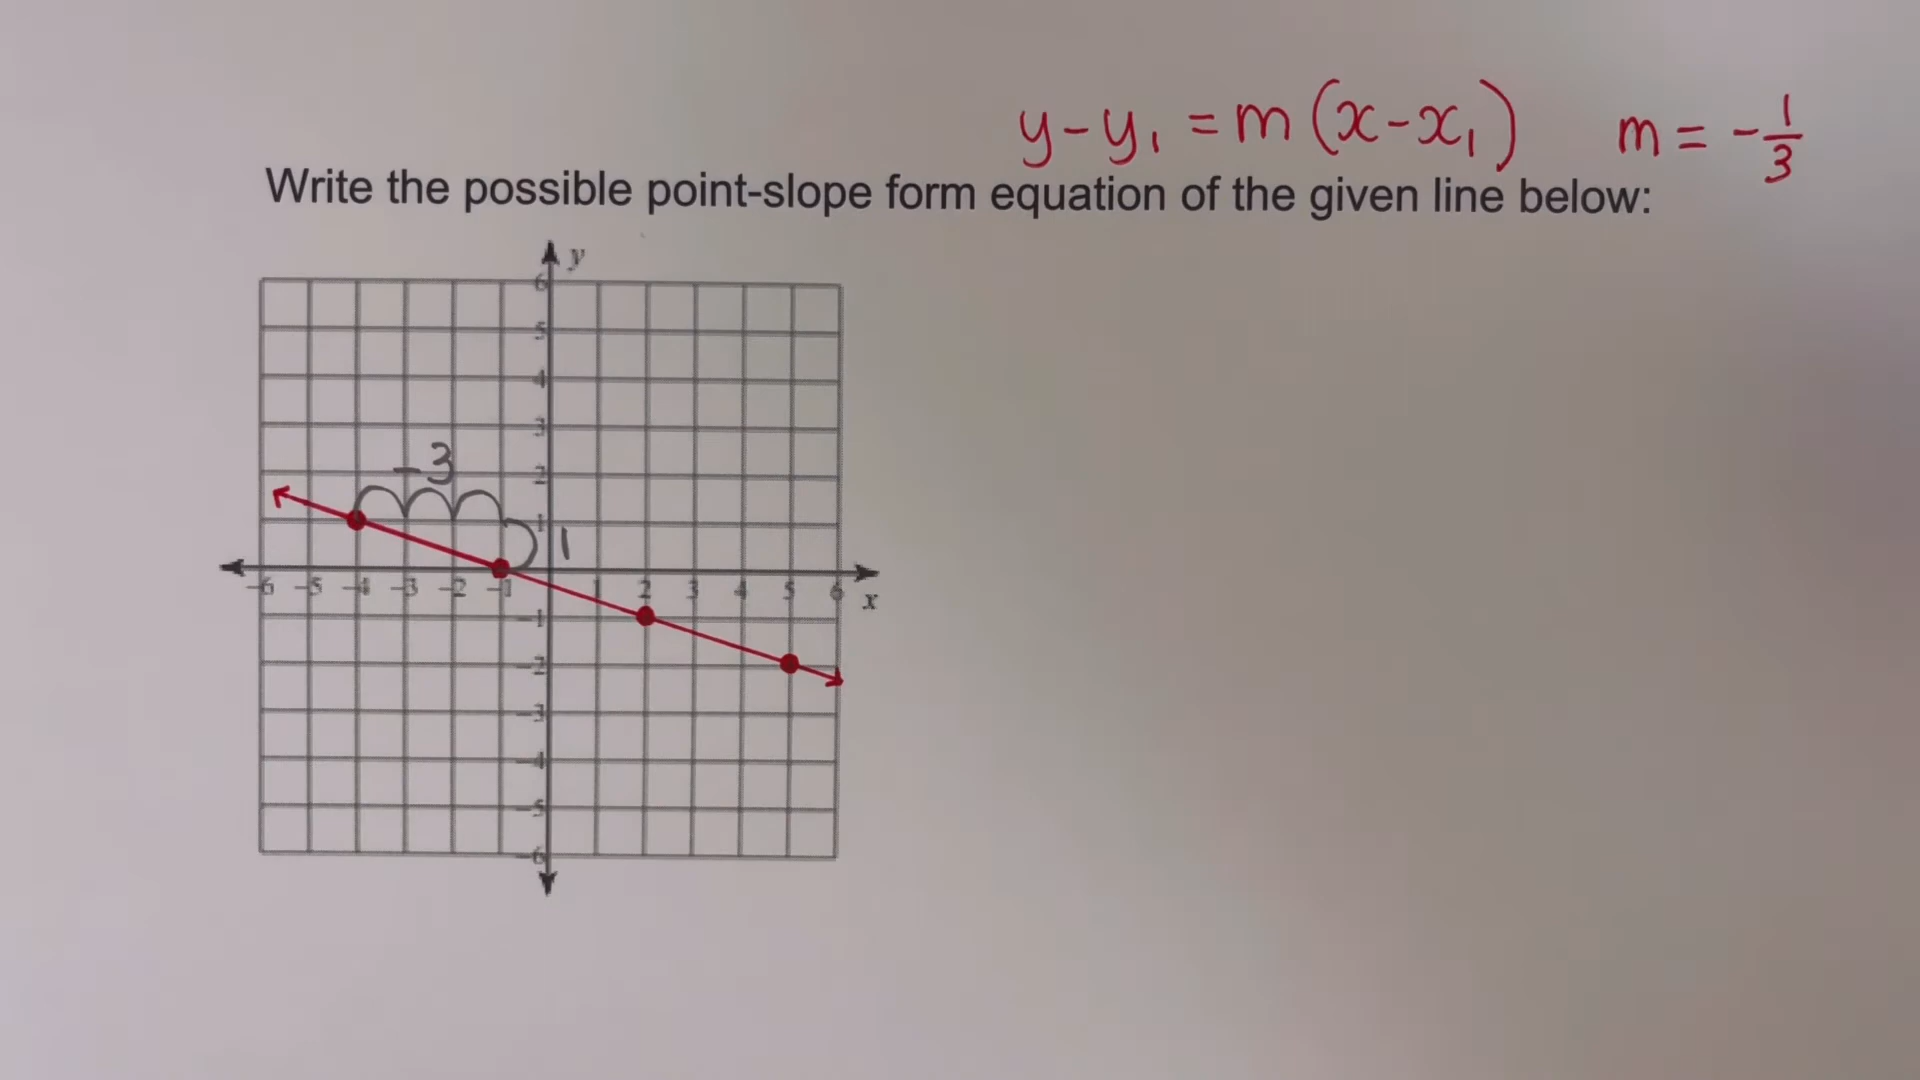 y-y₁ = m(x-x₁) m = -1/3
Write the possible point-slope form equation of the given line below:
y
6
5
4
3
-3
2
1
1
-6 -5 -4 -3 -2 -1 1 2 3 4 5 6
x
-1
-2
-3
-4
-5
-6